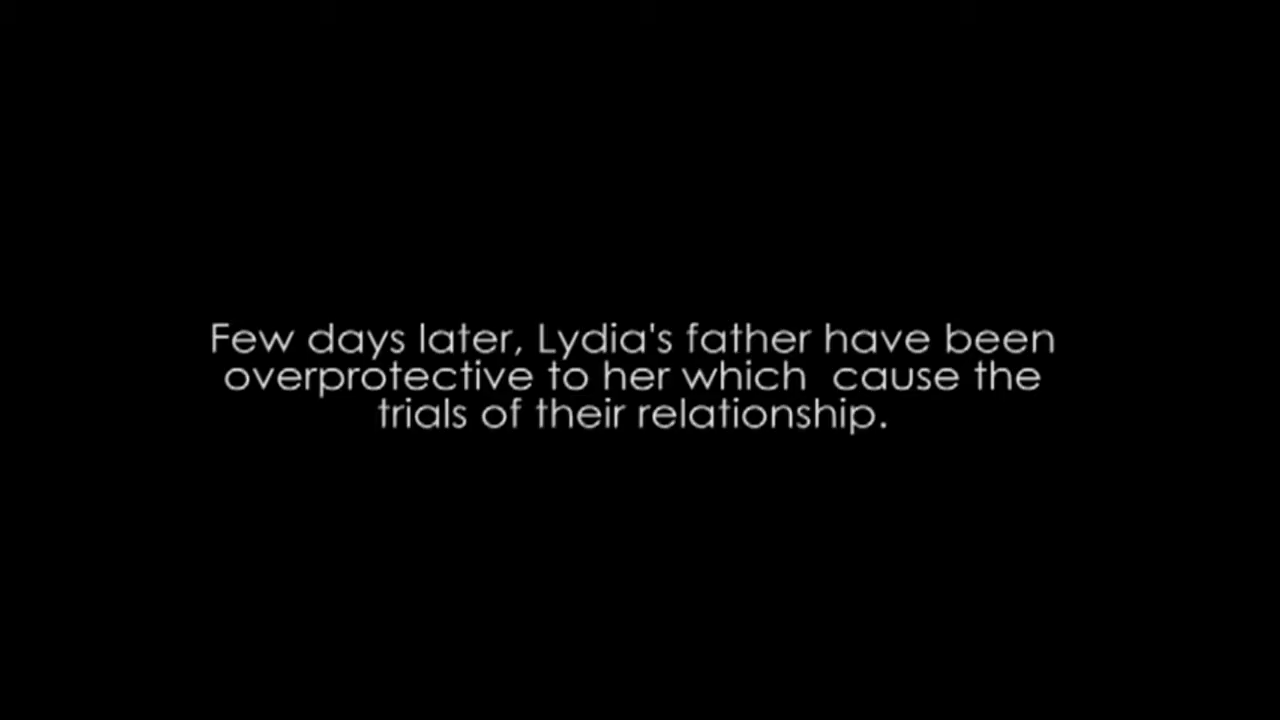 Few days later, Lydia's father have been
overprotective to her which  cause the
trials of their relationship.